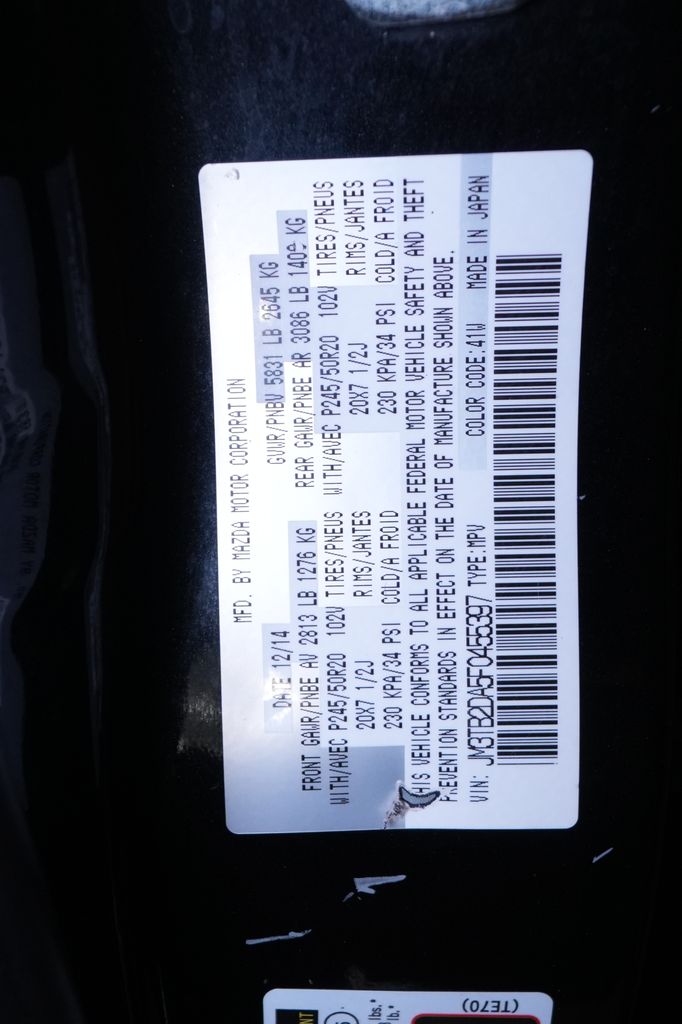 MFD. BY MAZDA MOTOR CORPORATION
DATE 12/14 GVWR/PNBV 5831 LB 2645 KG
FRONT GAWR/PNBE AV 2813 LB 1276 KG REAR GAWR/PNBE AR 3086 LB 1400 KG
WITH/AVEC P245/50R20 102V TIRES/PNEUS WITH/AVEC P245/50R20 102V TIRES/PNEUS
20X7 1/2J RIMS/JANTES 20X7 1/2J RIMS/JANTES
230 KPA/34 PSI COLD/A FROID 230 KPA/34 PSI COLD/A FROID
HIS VEHICLE CONFORMS TO ALL APPLICABLE FEDERAL MOTOR VEHICLE SAFETY AND THEFT
PREVENTION STANDARDS IN EFFECT ON THE DATE OF MANUFACTURE SHOWN ABOVE.
VIN: JM3TB2DA5F0455397 TYPE:MPV COLOR CODE:41W MADE IN JAPAN
lbs.*
lb.*
(TE70)